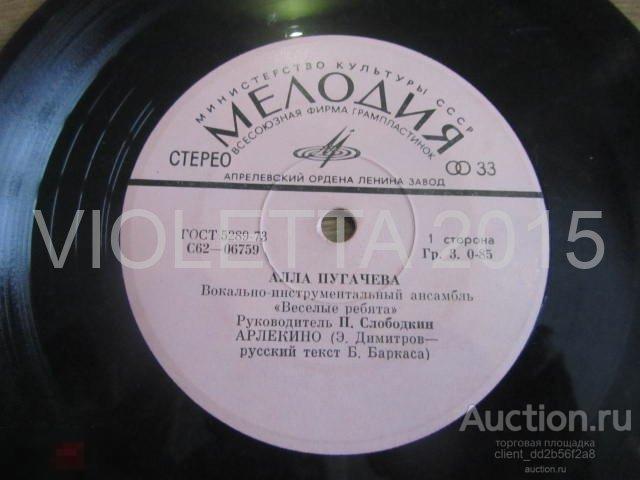 МИНИСТЕРСТВО КУЛЬТУРЫ СССР
МЕЛОДИЯ
ВСЕСОЮЗНАЯ ФИРМА ГРАМПЛАСТИНОК
СТЕРЕО
33
АПРЕЛЕВСКИЙ ОРДЕНА ЛЕНИНА ЗАВОД
VIOLETTA 2015
ГОСТ 5289-73
С62—06759
1 сторона
Гр. 3. 0-85
АЛЛА ПУГАЧЕВА
Вокально-инструментальный ансамбль
«Веселые ребята»
Руководитель П. Слободкин
АРЛЕКИНО (Э. Димитров—
русский текст Б. Баркаса)
Auction.ru
торговая площадка
client_dd2b56f2a8
auction.ru